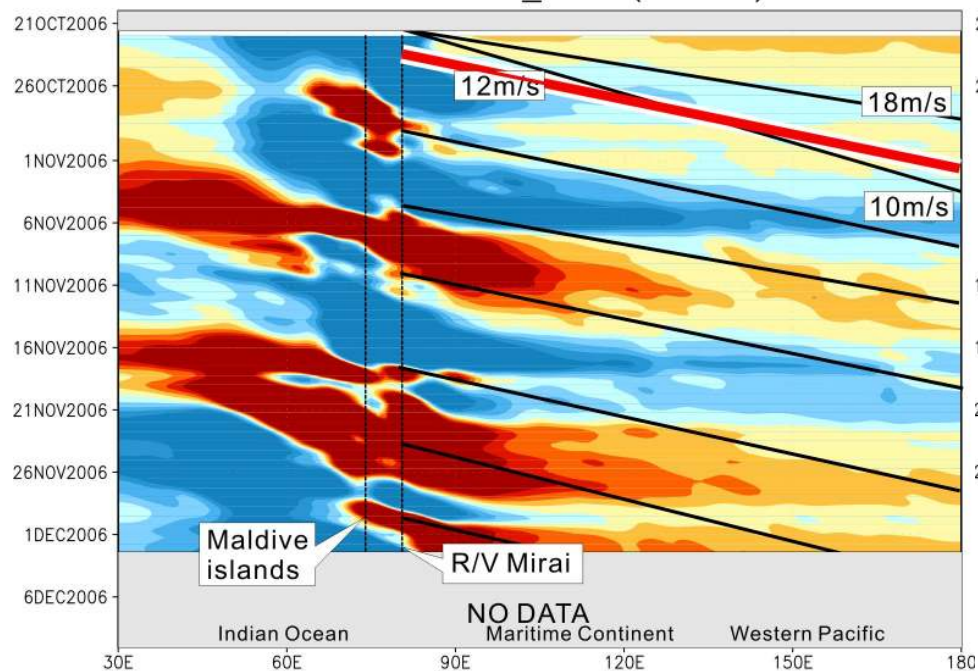 21OCT2006
26OCT2006
12m/s
18m/s
1NOV2006
10m/s
6NOV2006
11NOV2006
16NOV2006
21NOV2006
26NOV2006
1DEC2006
Maldive
islands
R/V Mirai
6DEC2006
NO DATA
Indian Ocean
Maritime Continent
Western Pacific
30E
60E
90E
120E
150E
180